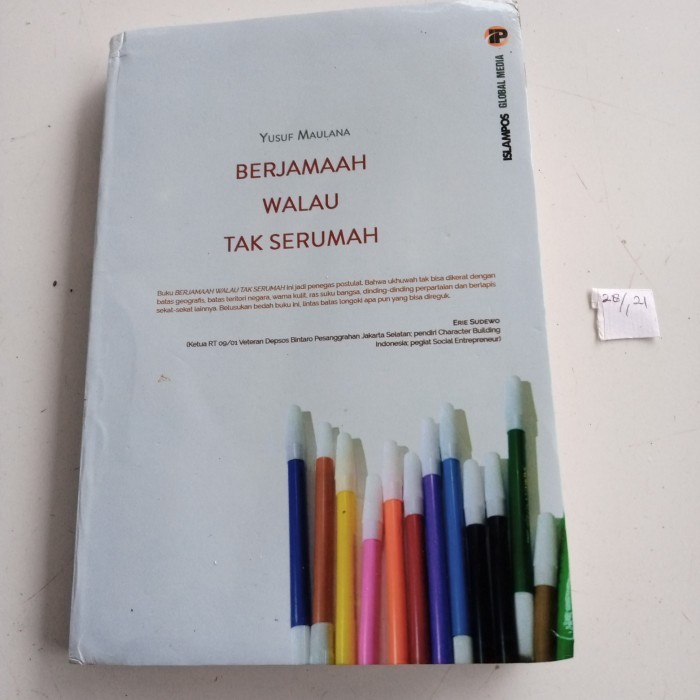 YUSUF MAULANA
BERJAMAAH
WALAU
TAK SERUMAH
Buku BERJAMAAH WALAU TAK SERUMAH ini jadi penegas postulat. Bahwa ukhuwah tak bisa dikerat dengan
batas geografis, batas teritori negara, warna kulit, ras suku bangsa, dinding-dinding perpartaian dan berlapis
sekat-sekat lainnya. Betusukan bedah buku ini, lintas batas longok apa pun yang bisa direguk.
ERIE SUDEWO
(Ketua RT 09/01 Veteran Depsos Bintaro Pesanggrahan Jakarta Selatan; pendiri Character Building
Indonesia; pegiat Social Entrepreneur)
ISLAMPOS GLOBAL MEDIA
IP
28/,21